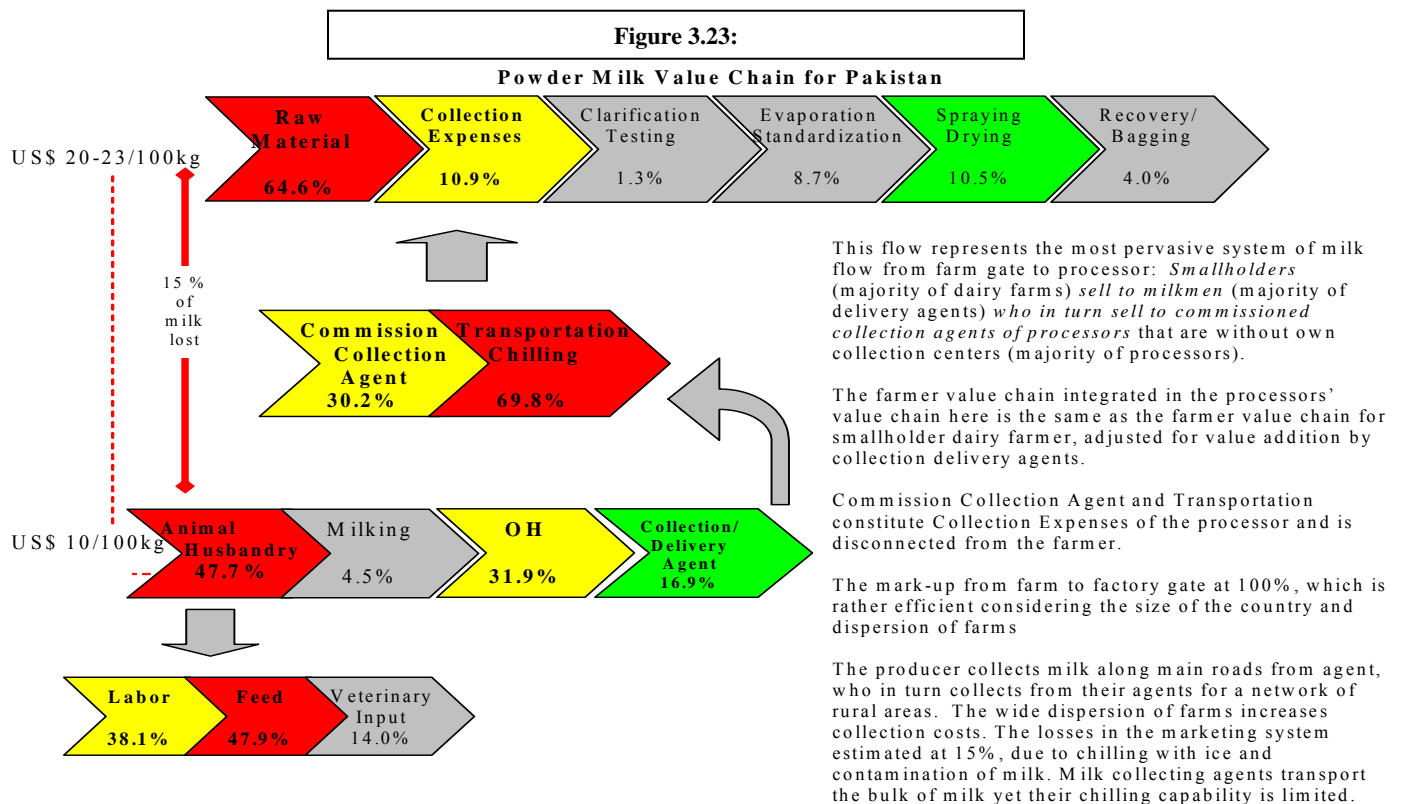 Figure 3.23:
Powder Milk Value Chain for Pakistan
Raw
Material
64.6%
Collection
Expenses
10.9%
Clarification
Testing
1.3%
Evaporation
Standardization
8.7%
Spraying
Drying
10.5%
Recovery/
Bagging
4.0%
US$ 20-23/100kg
15 %
of
milk
lost
Commission
Collection
Agent
30.2%
Transportation
Chilling
69.8%
US$ 10/100kg
Animal
Husbandry
47.7%
Milking
4.5%
OH
31.9%
Collection/
Delivery
Agent
16.9%
Labor
38.1%
Feed
47.9%
Veterinary
Input
14.0%
This flow represents the most pervasive system of milk
flow from farm gate to processor: Smallholders
(majority of dairy farms) sell to milkmen (majority of
delivery agents) who in turn sell to commissioned
collection agents of processors that are without own
collection centers (majority of processors).
The farmer value chain integrated in the processors'
value chain here is the same as the farmer value chain for
smallholder dairy farmer, adjusted for value addition by
collection delivery agents.
Commission Collection Agent and Transportation
constitute Collection Expenses of the processor and is
disconnected from the farmer.
The mark-up from farm to factory gate at 100%, which is
rather efficient considering the size of the country and
dispersion of farms
The producer collects milk along main roads from agent,
who in turn collects from their agents for a network of
rural areas. The wide dispersion of farms increases
collection costs. The losses in the marketing system
estimated at 15%, due to chilling with ice and
contamination of milk. Milk collecting agents transport
the bulk of milk yet their chilling capability is limited.